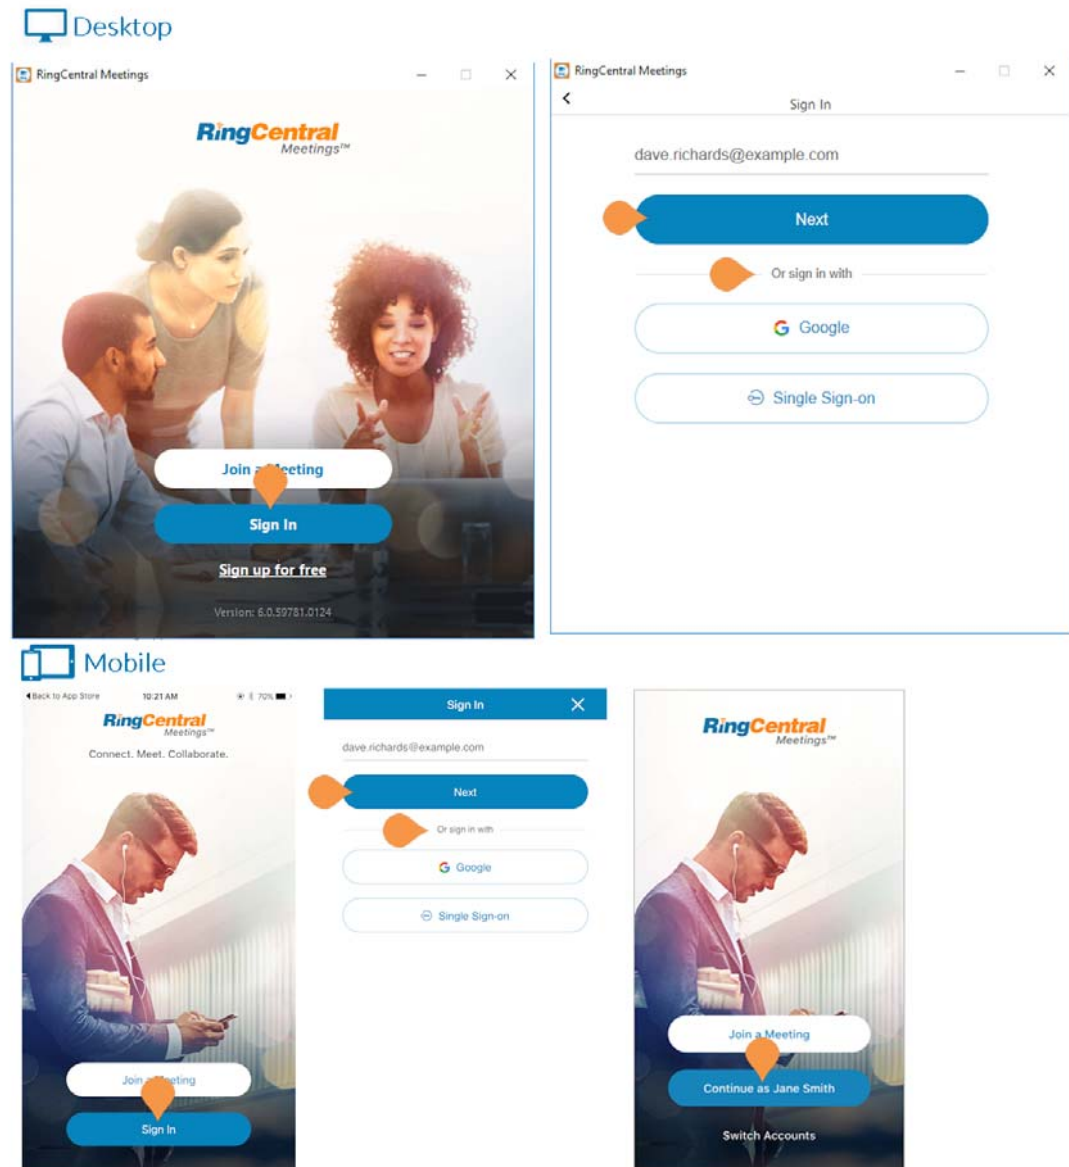 Desktop
RingCentral Meetings
RingCentral
Meetings™
Join a Meeting
Sign In
Sign up for free
Version: 6.0.59781.0124
RingCentral Meetings
Sign In
dave.richards@example.com
Next
Or sign in with
G Google
Single Sign-on
Mobile
Back to App Store 10:21 AM 70%
RingCentral
Meetings™
Connect. Meet. Collaborate.
Join a Meeting
Sign In
Sign In
dave.richards@example.com
Next
Or sign in with
G Google
Single Sign-on
RingCentral
Meetings™
Join a Meeting
Continue as Jane Smith
Switch Accounts